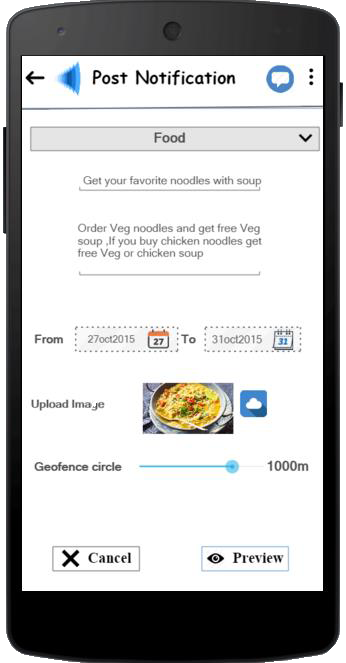 Post Notification
Food
Get your favorite noodles with soup
Order Veg noodles and get free Veg
soup ,If you buy chicken noodles get
free Veg or chicken soup
From 27oct2015 27 To 31oct2015 31
Upload Image
Geofence circle 1000m
Cancel Preview